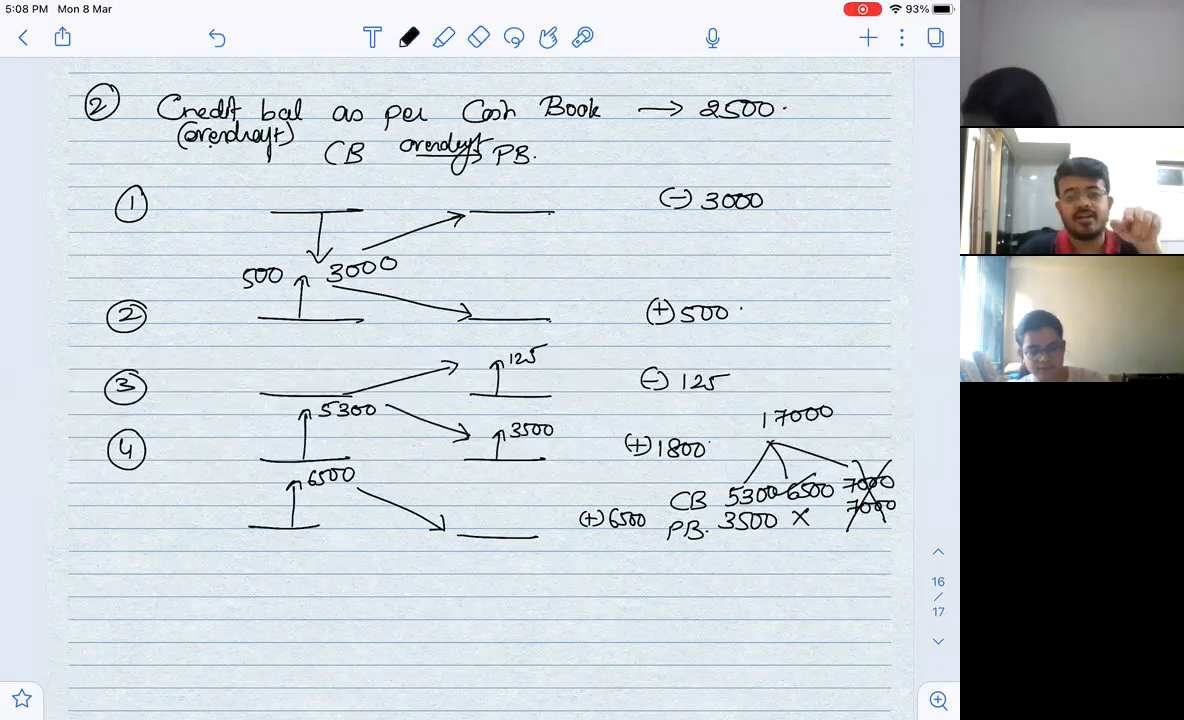 5:08 PM Mon 8 Mar 93%
② Credit bal as per Cash Book → 2500.
(overdraft) CB overdraft PB.
① (-) 3000
500 3000
② (+) 500.
125
③ (-) 125
5300 17000
3500
④ (+) 1800.
6500 7000
CB 5300 6500 7000
(+) 6500 PB. 3500 X
16
/
17
T